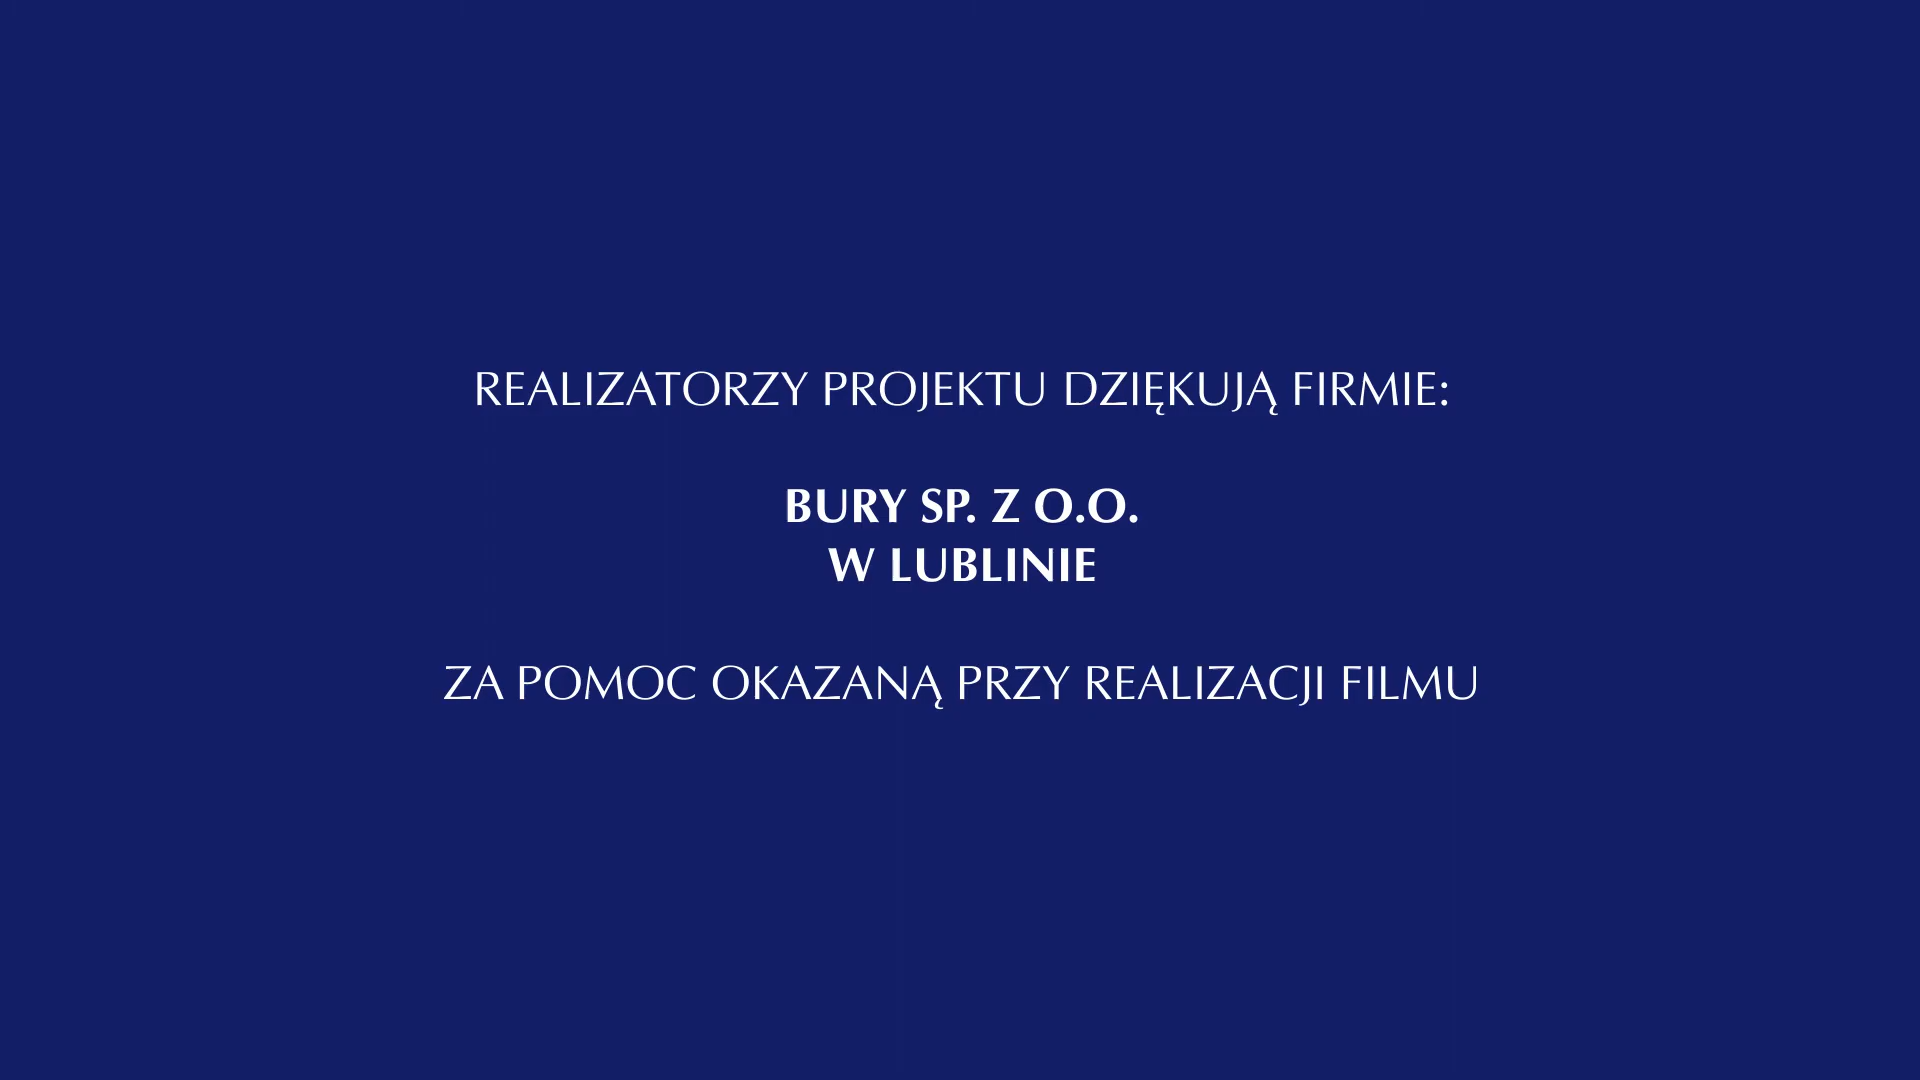 REALIZATORZY PROJEKTU DZIĘKUJĄ FIRMIE:
BURY SP. Z O.O.
W LUBLINIE
ZA POMOC OKAZANĄ PRZY REALIZACJI FILMU